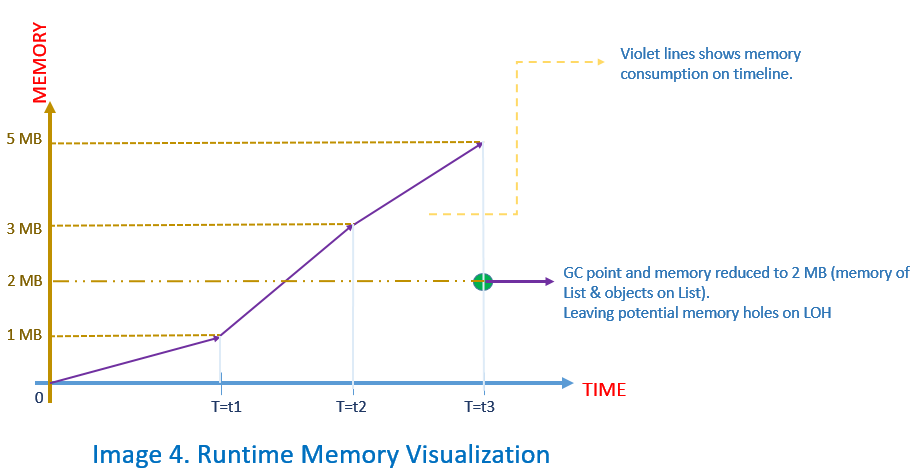 MEMORY
Violet lines shows memory
consumption on timeline.
5 MB
3 MB
2 MB
GC point and memory reduced to 2 MB (memory of
List & objects on List).
Leaving potential memory holes on LOH
1 MB
0
TIME
T=t1
T=t2
T=t3
Image 4. Runtime Memory Visualization